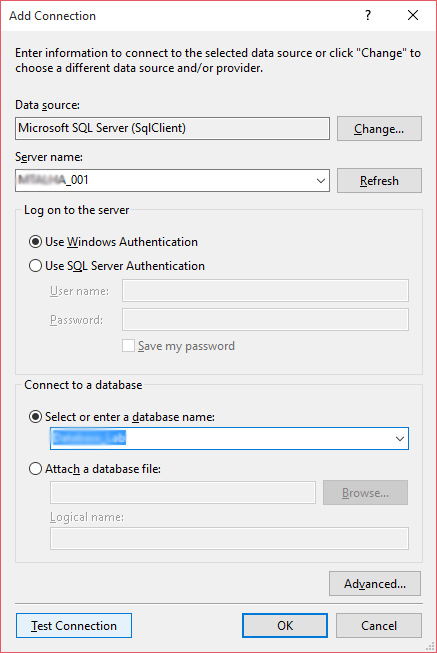 Add Connection
?
Enter information to connect to the selected data source or click "Change" to
choose a different data source and/or provider.
Data source:
Microsoft SQL Server (SqlClient)
Change...
Server name:
_001
Refresh
Log on to the server
Use Windows Authentication
Use SQL Server Authentication
User name:
Password:
Save my password
Connect to a database
Select or enter a database name:
Attach a database file:
Browse...
Logical name:
Advanced...
Test Connection
OK
Cancel